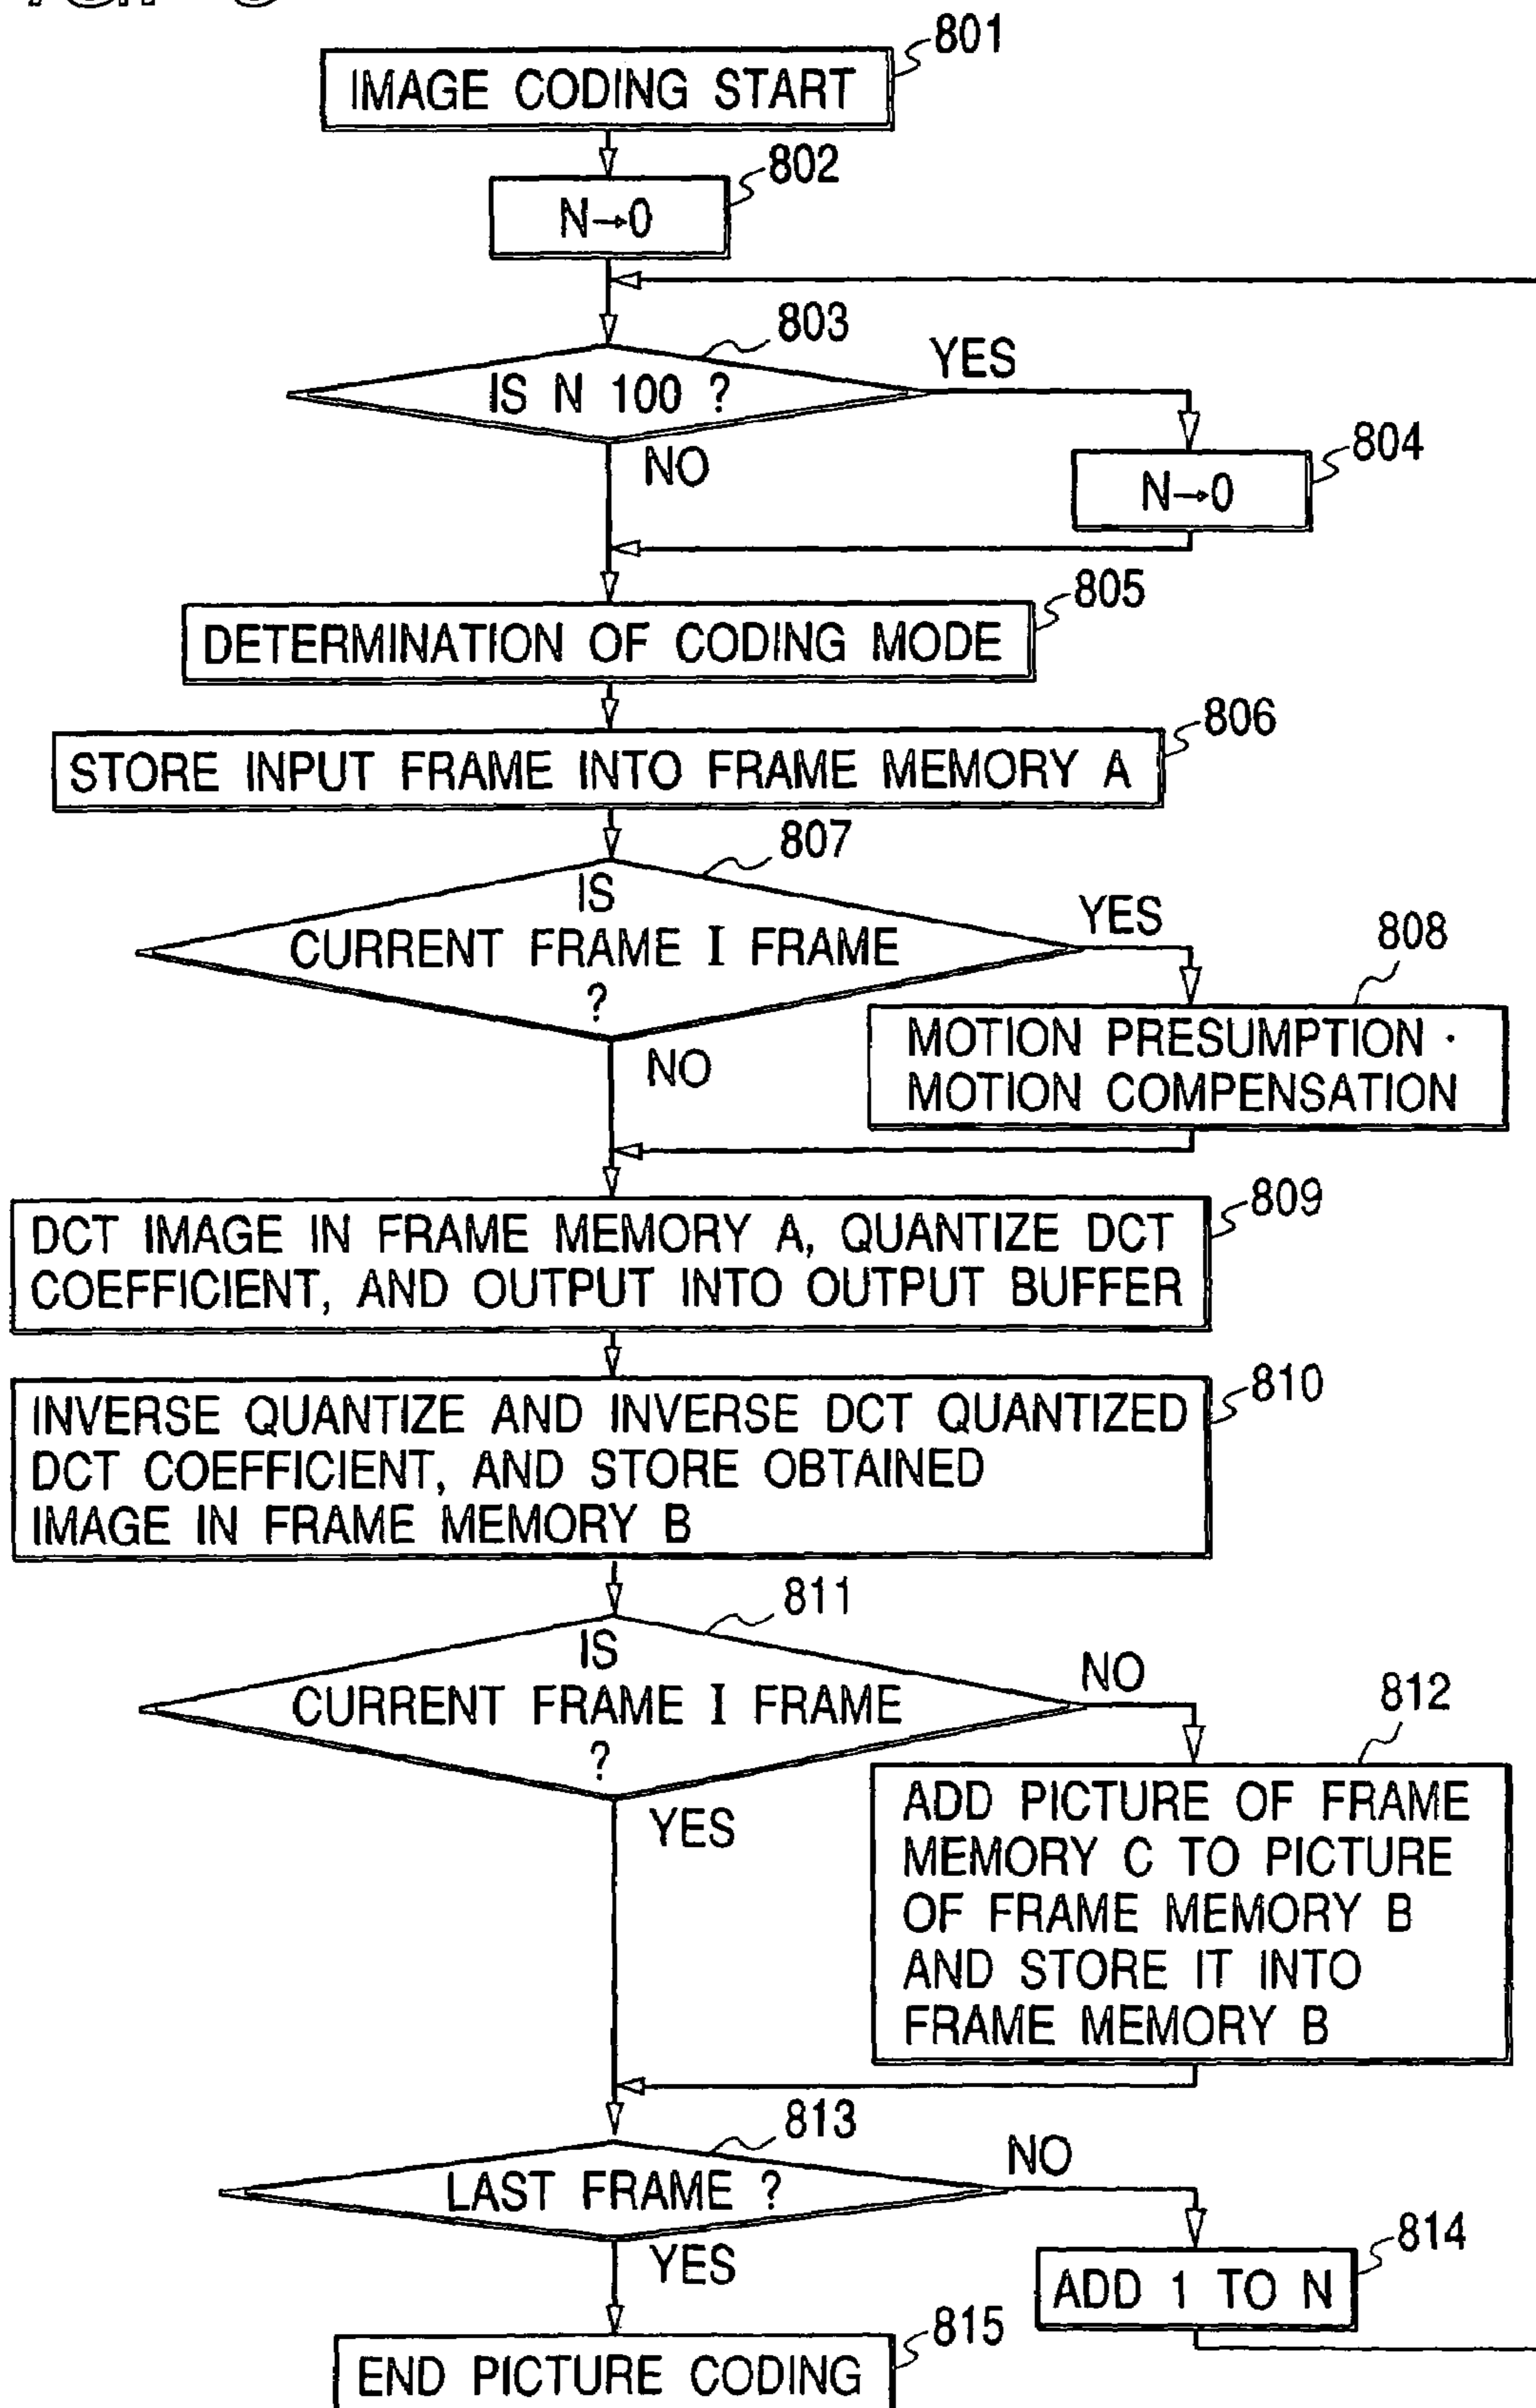 801
IMAGE CODING START
802
N→0
803
IS N 100 ?
YES
NO
804
N→0
805
DETERMINATION OF CODING MODE
806
STORE INPUT FRAME INTO FRAME MEMORY A
807
IS
CURRENT FRAME I FRAME
?
YES
NO
808
MOTION PRESUMPTION ·
MOTION COMPENSATION
809
DCT IMAGE IN FRAME MEMORY A, QUANTIZE DCT
COEFFICIENT, AND OUTPUT INTO OUTPUT BUFFER
810
INVERSE QUANTIZE AND INVERSE DCT QUANTIZED
DCT COEFFICIENT, AND STORE OBTAINED
IMAGE IN FRAME MEMORY B
811
IS
CURRENT FRAME I FRAME
?
NO
YES
812
ADD PICTURE OF FRAME
MEMORY C TO PICTURE
OF FRAME MEMORY B
AND STORE IT INTO
FRAME MEMORY B
813
LAST FRAME ?
NO
YES
814
ADD 1 TO N
815
END PICTURE CODING